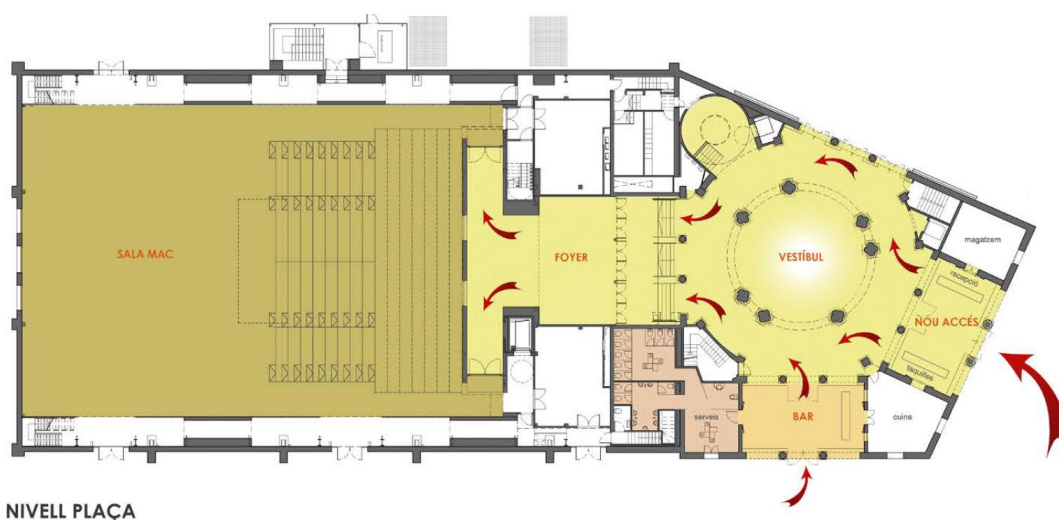 SALA MAC
FOYER
VESTÍBUL
magatzem
recepció
NOU ACCÉS
taquilles
BAR
cuina
serveis
NIVELL PLAÇA